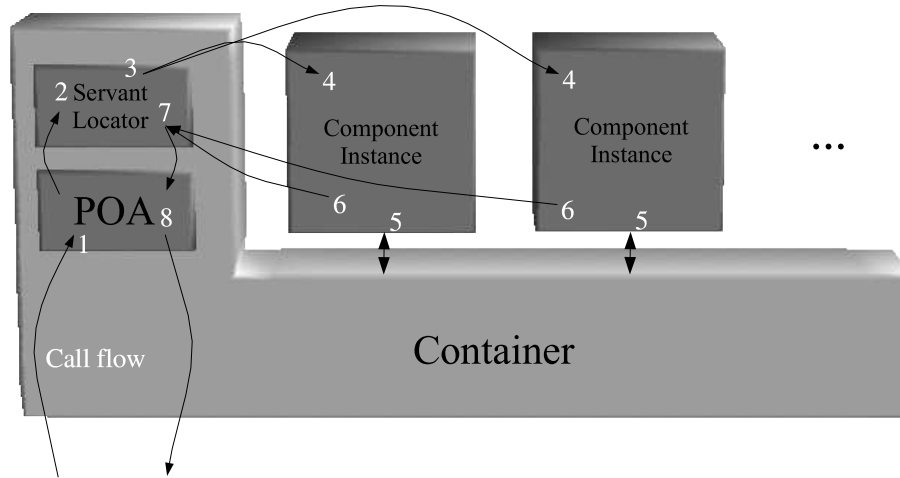 3
2 Servant
Locator
7
4
Component
Instance
6
5
4
Component
Instance
6
5
...
POA
8
1
Call flow
Container